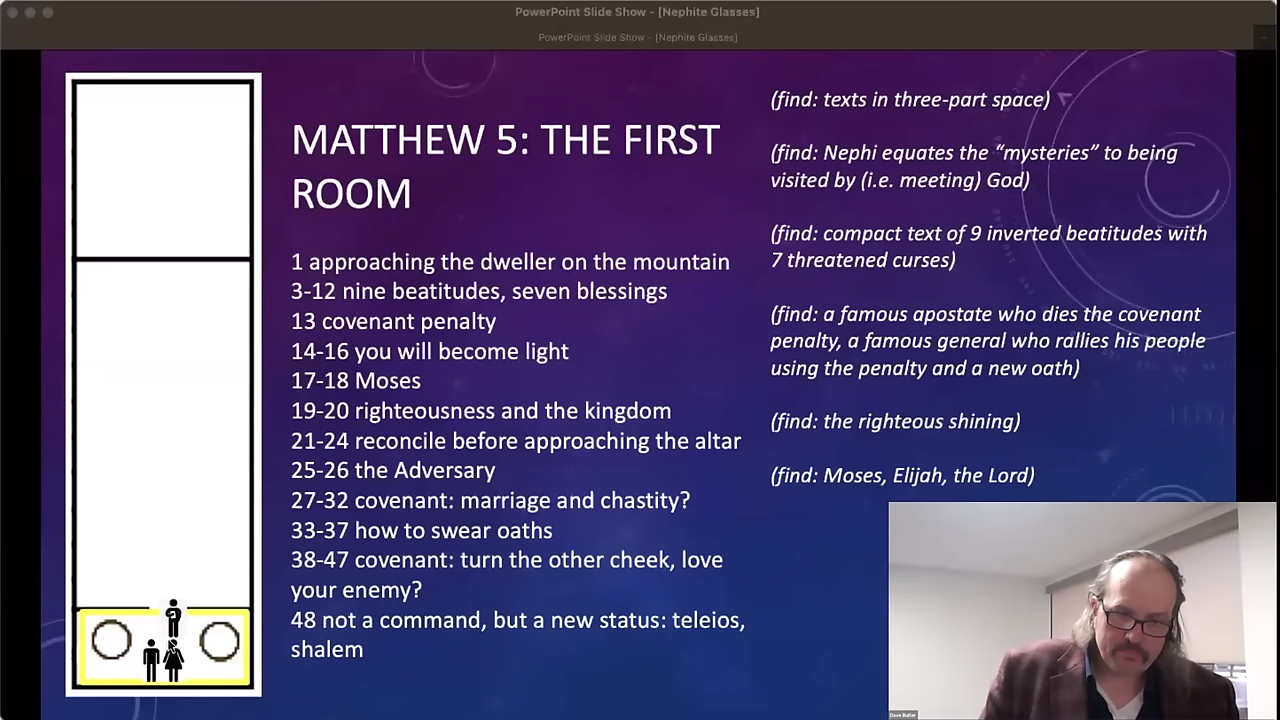 PowerPoint Slide Show - [Nephite Glasses]
PowerPoint Slide Show - [Nephite Glasses]
MATTHEW 5: THE FIRST
ROOM
1 approaching the dweller on the mountain
3-12 nine beatitudes, seven blessings
13 covenant penalty
14-16 you will become light
17-18 Moses
19-20 righteousness and the kingdom
21-24 reconcile before approaching the altar
25-26 the Adversary
27-32 covenant: marriage and chastity?
33-37 how to swear oaths
38-47 covenant: turn the other cheek, love
your enemy?
48 not a command, but a new status: teleios,
shalem
(find: texts in three-part space)
(find: Nephi equates the “mysteries” to being
visited by (i.e. meeting) God)
(find: compact text of 9 inverted beatitudes with
7 threatened curses)
(find: a famous apostate who dies the covenant
penalty, a famous general who rallies his people
using the penalty and a new oath)
(find: the righteous shining)
(find: Moses, Elijah, the Lord)
Dave Butler